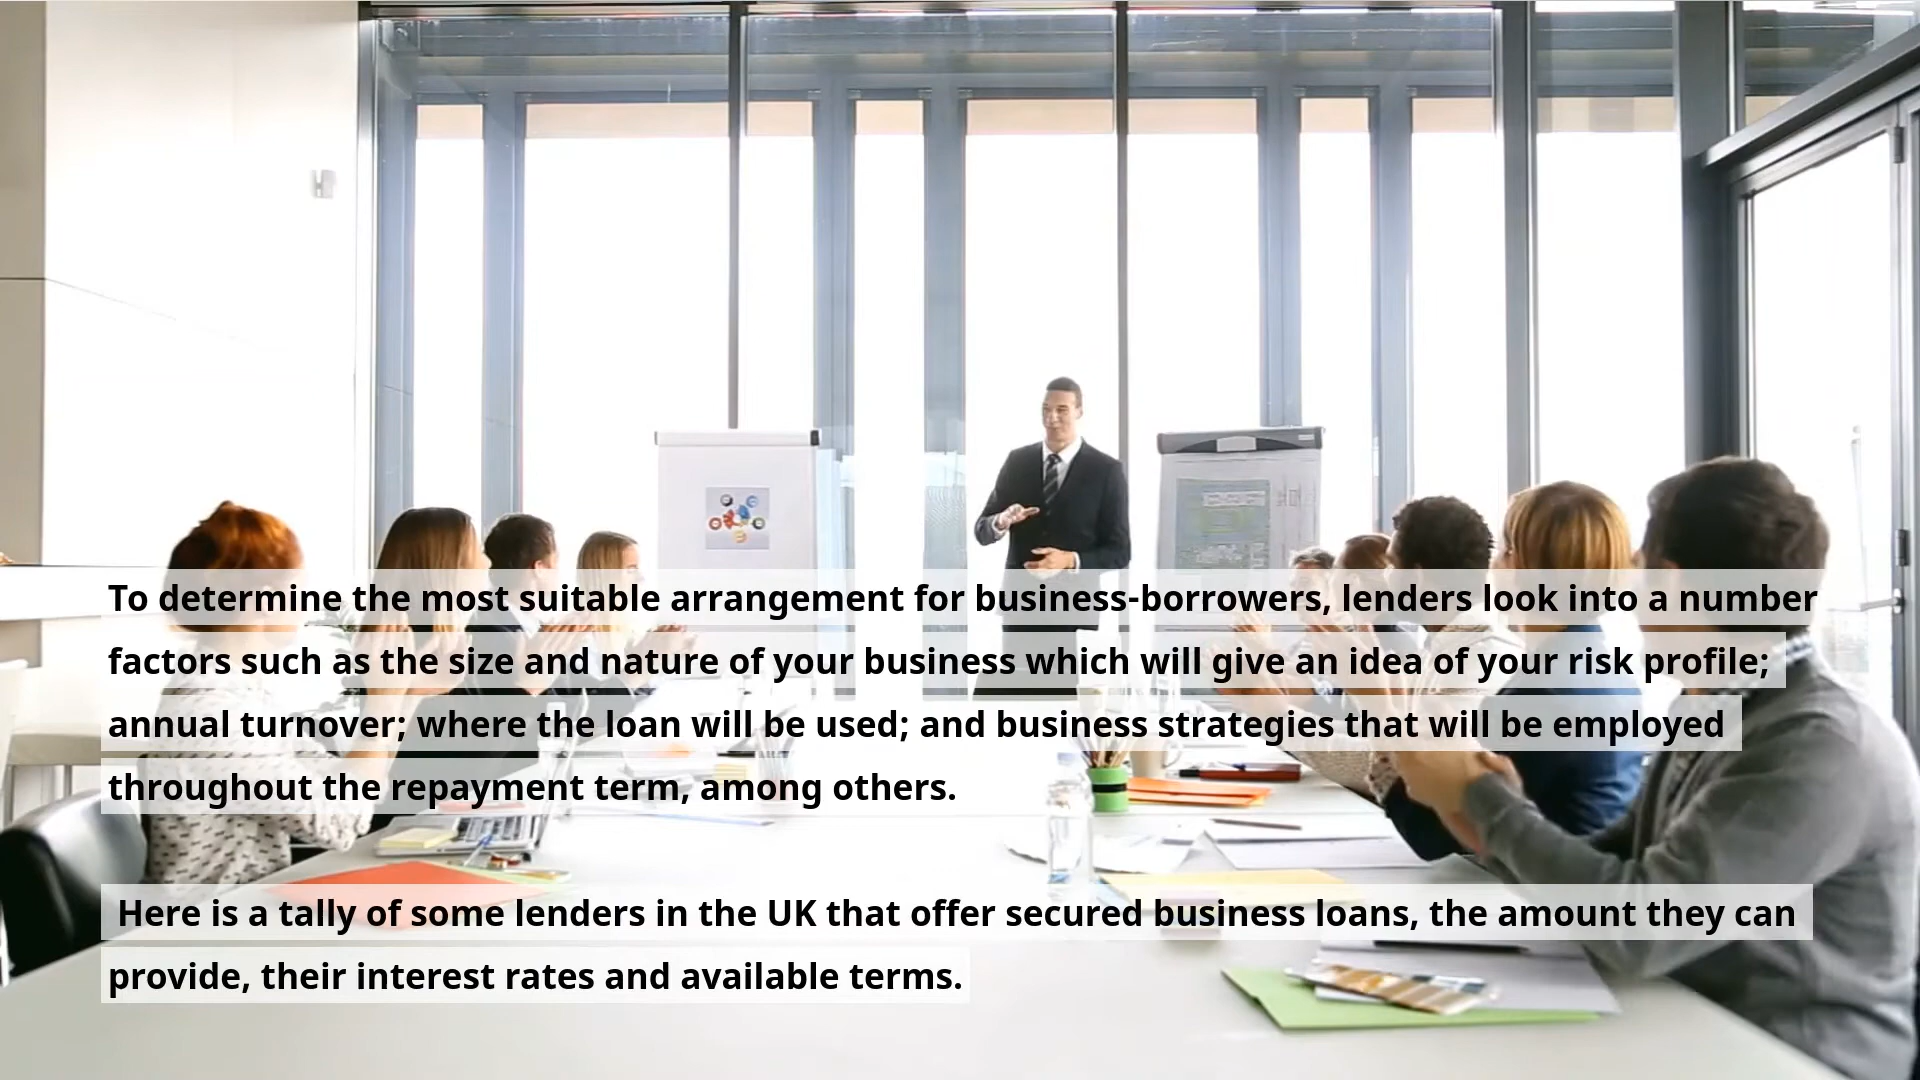 To determine the most suitable arrangement for business-borrowers, lenders look into a number
factors such as the size and nature of your business which will give an idea of your risk profile;
annual turnover; where the loan will be used; and business strategies that will be employed
throughout the repayment term, among others.
Here is a tally of some lenders in the UK that offer secured business loans, the amount they can
provide, their interest rates and available terms.